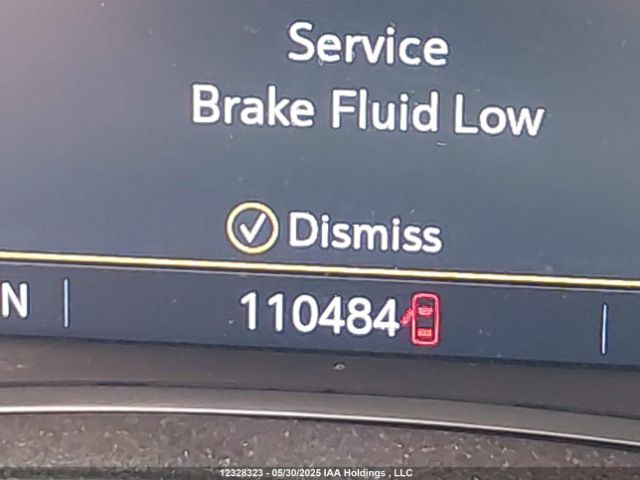 Service
Brake Fluid Low
Dismiss
N
110484
12328323 - 05/30/2025 IAA Holdings , LLC